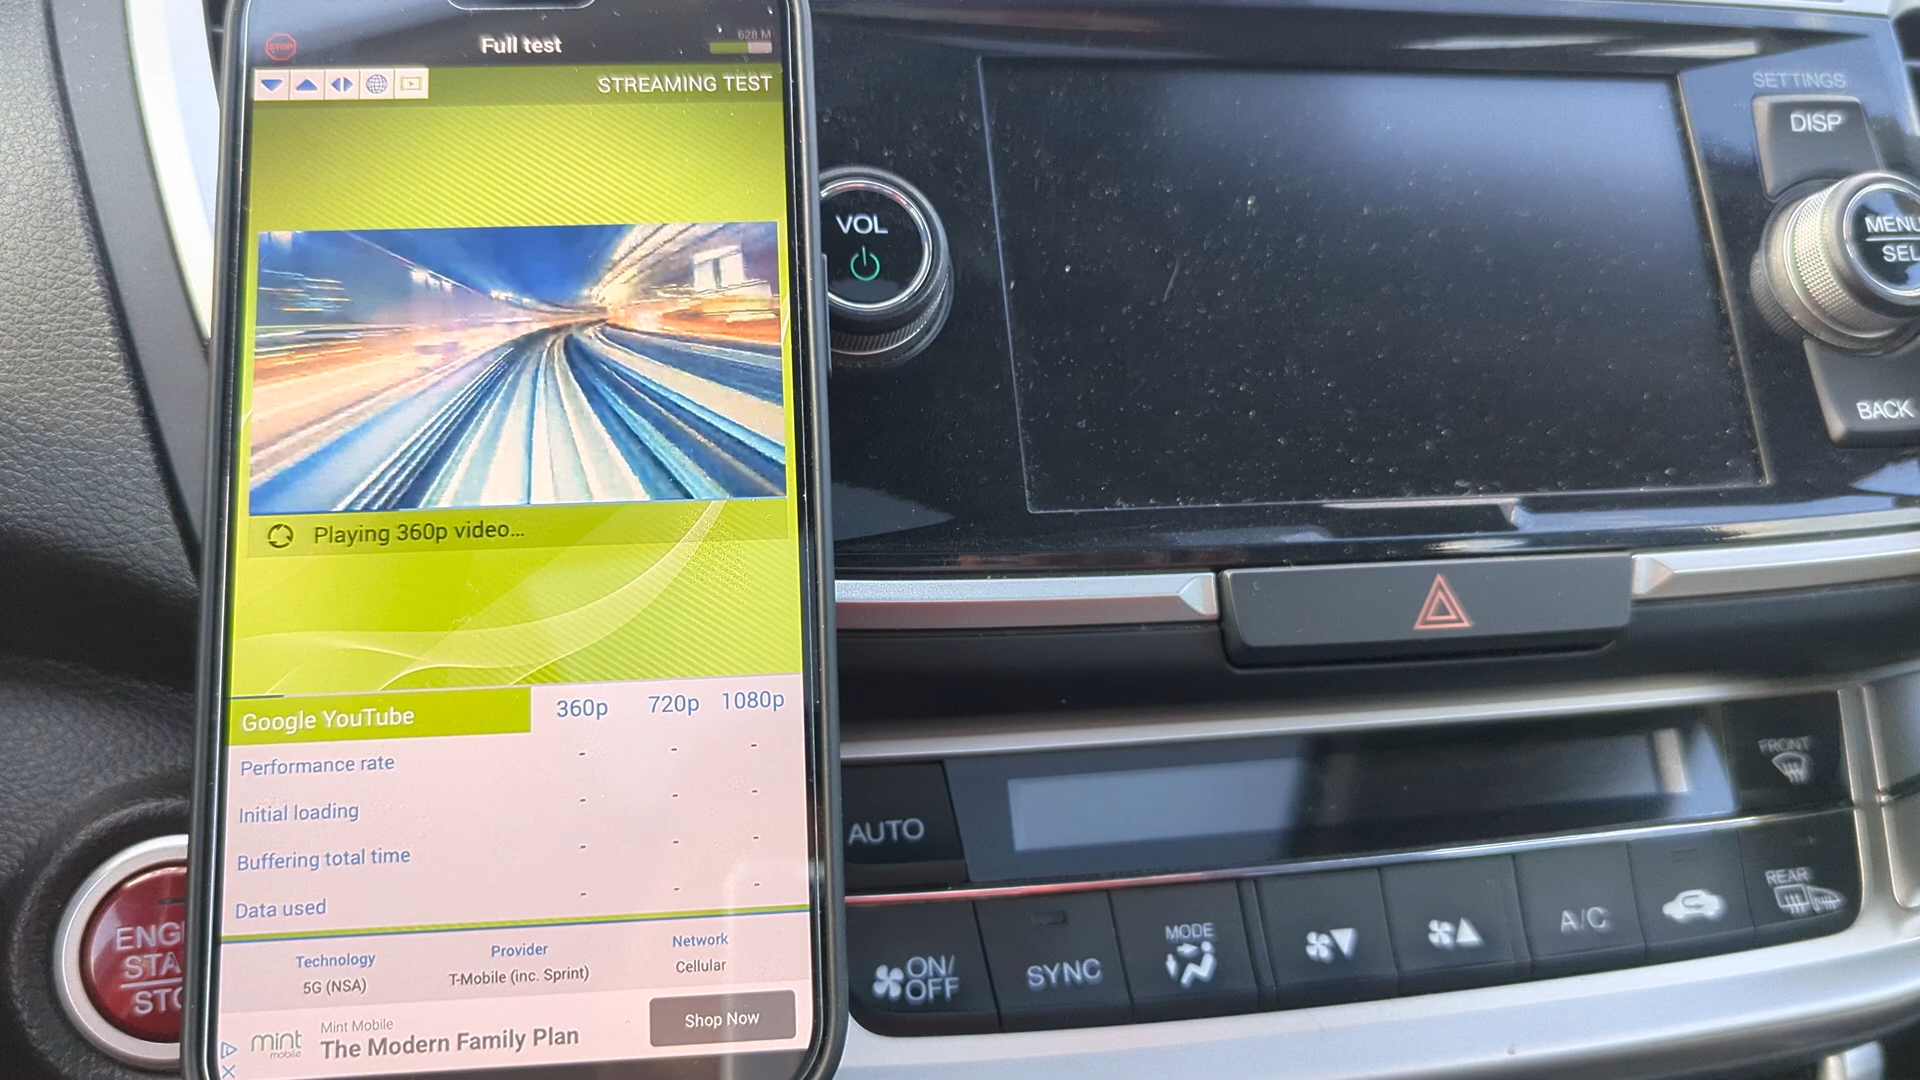 STOP
Full test
628 M
STREAMING TEST
Playing 360p video...
Google YouTube
360p
720p
1080p
Performance rate
- - -
Initial loading
- - -
Buffering total time
- - -
Data used
- - -
Technology
5G (NSA)
Provider
T-Mobile (inc. Sprint)
Network
Cellular
mint
mobile
Mint Mobile
The Modern Family Plan
Shop Now
VOL
SETTINGS
DISP
MENU
SEL
BACK
ENGI
STA
STO
AUTO
FRONT
ON/
OFF
SYNC
MODE
A/C
REAR